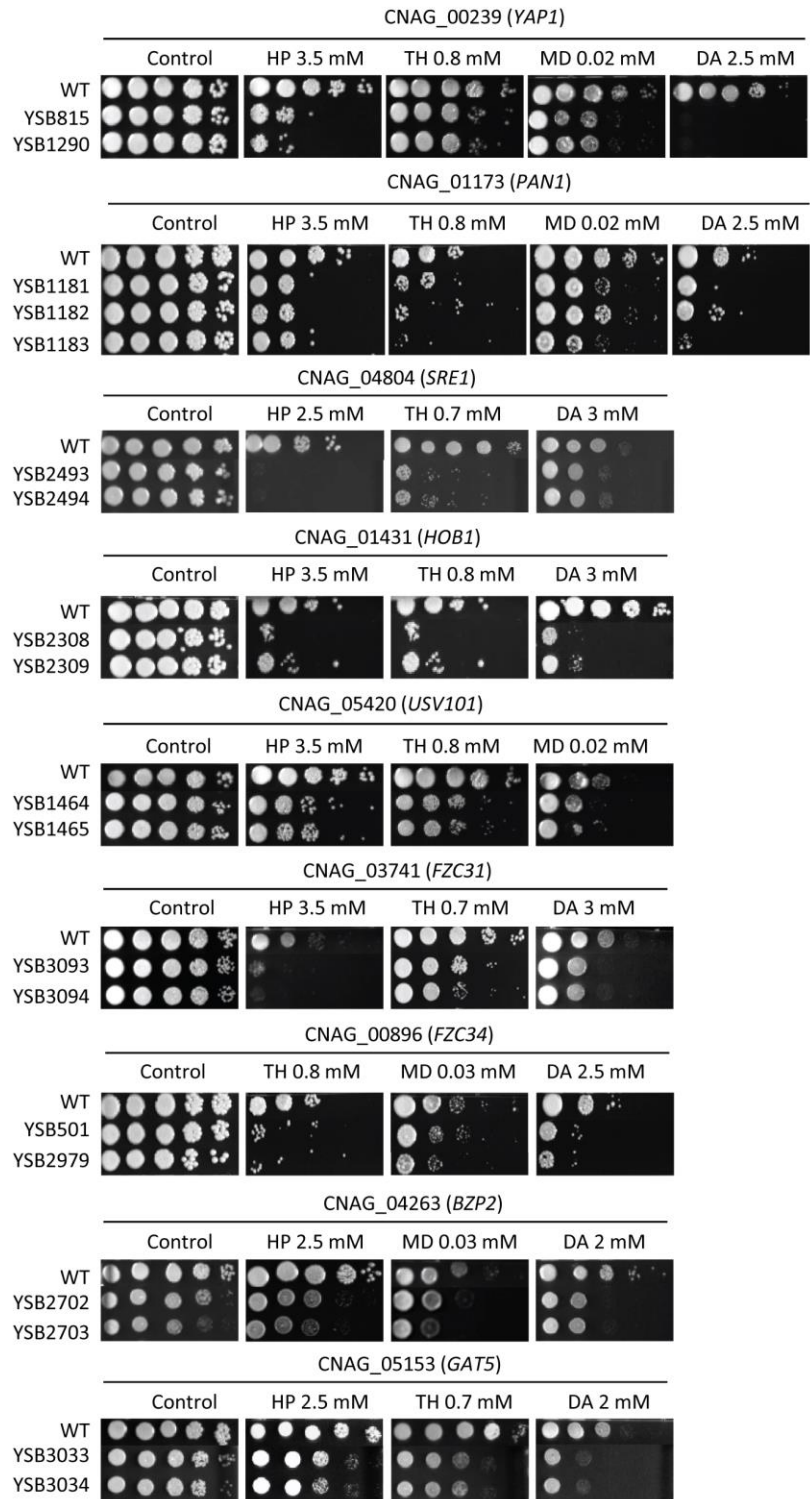 CNAG_00239 (YAP1)
Control HP 3.5 mM TH 0.8 mM MD 0.02 mM DA 2.5 mM
WT
YSB815
YSB1290
CNAG_01173 (PAN1)
Control HP 3.5 mM TH 0.8 mM MD 0.02 mM DA 2.5 mM
WT
YSB1181
YSB1182
YSB1183
CNAG_04804 (SRE1)
Control HP 2.5 mM TH 0.7 mM DA 3 mM
WT
YSB2493
YSB2494
CNAG_01431 (HOB1)
Control HP 3.5 mM TH 0.8 mM DA 3 mM
WT
YSB2308
YSB2309
CNAG_05420 (USV101)
Control HP 3.5 mM TH 0.8 mM MD 0.02 mM
WT
YSB1464
YSB1465
CNAG_03741 (FZC31)
Control HP 3.5 mM TH 0.7 mM DA 3 mM
WT
YSB3093
YSB3094
CNAG_00896 (FZC34)
Control TH 0.8 mM MD 0.03 mM DA 2.5 mM
WT
YSB501
YSB2979
CNAG_04263 (BZP2)
Control HP 2.5 mM MD 0.03 mM DA 2 mM
WT
YSB2702
YSB2703
CNAG_05153 (GAT5)
Control HP 2.5 mM TH 0.7 mM DA 2 mM
WT
YSB3033
YSB3034